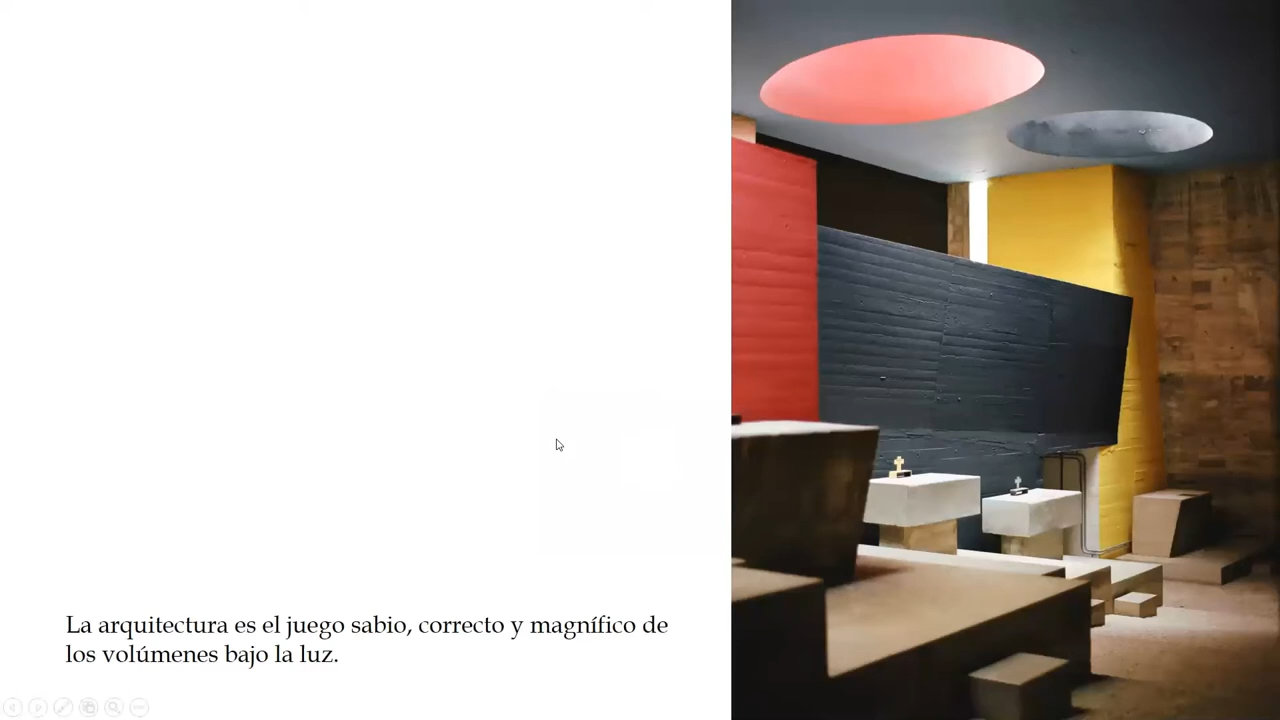 La arquitectura es el juego sabio, correcto y magnífico de
los volúmenes bajo la luz.